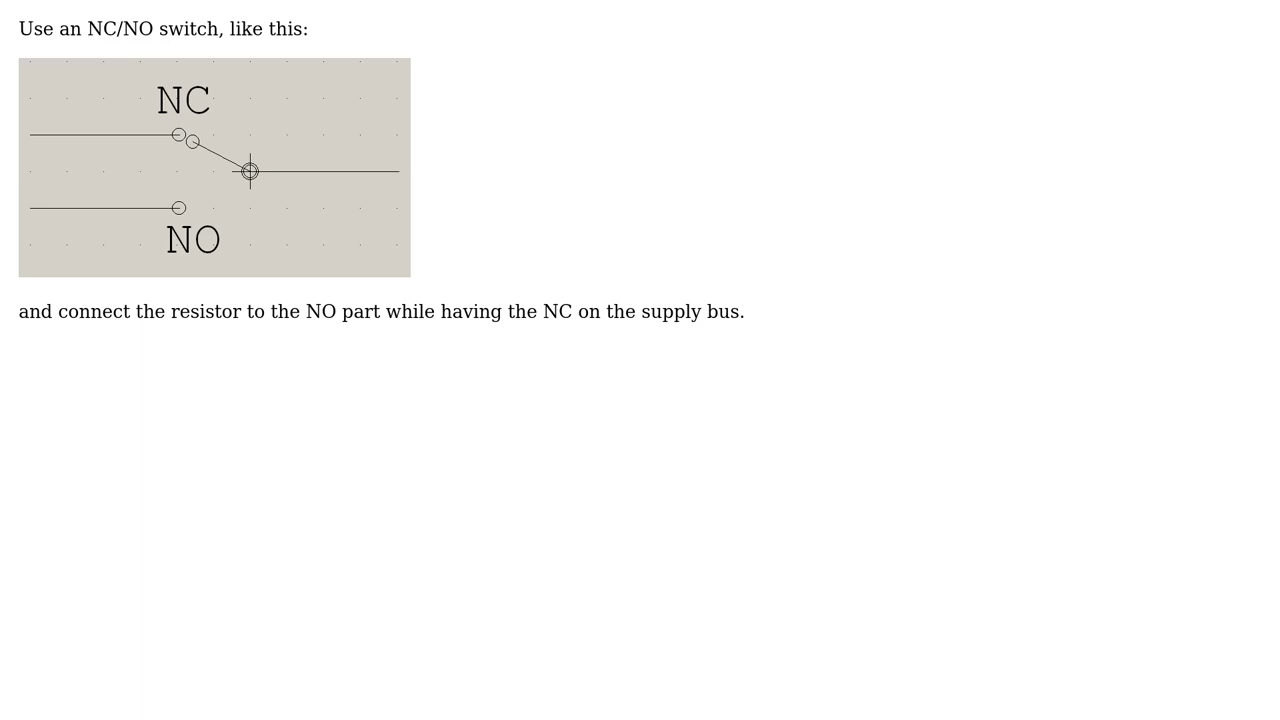 Use an NC/NO switch, like this:
NC
NO
and connect the resistor to the NO part while having the NC on the supply bus.